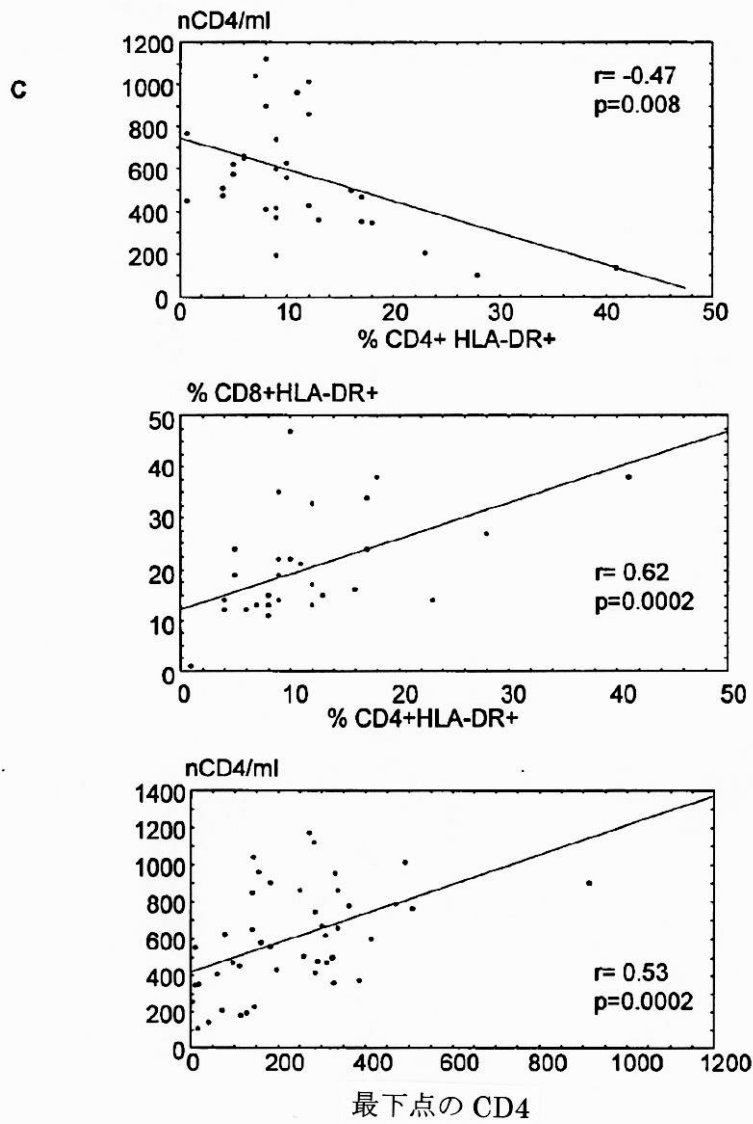 C
nCD4/ml
1200
1000
800
600
400
200
0
r= -0.47
p=0.008
0 10 20 30 40 50
% CD4+ HLA-DR+
% CD8+HLA-DR+
50
40
30
20
10
0
r= 0.62
p=0.0002
0 10 20 30 40 50
% CD4+HLA-DR+
nCD4/ml
1400
1200
1000
800
600
400
200
0
r= 0.53
p=0.0002
0 200 400 600 800 1000 1200
最下点の CD4